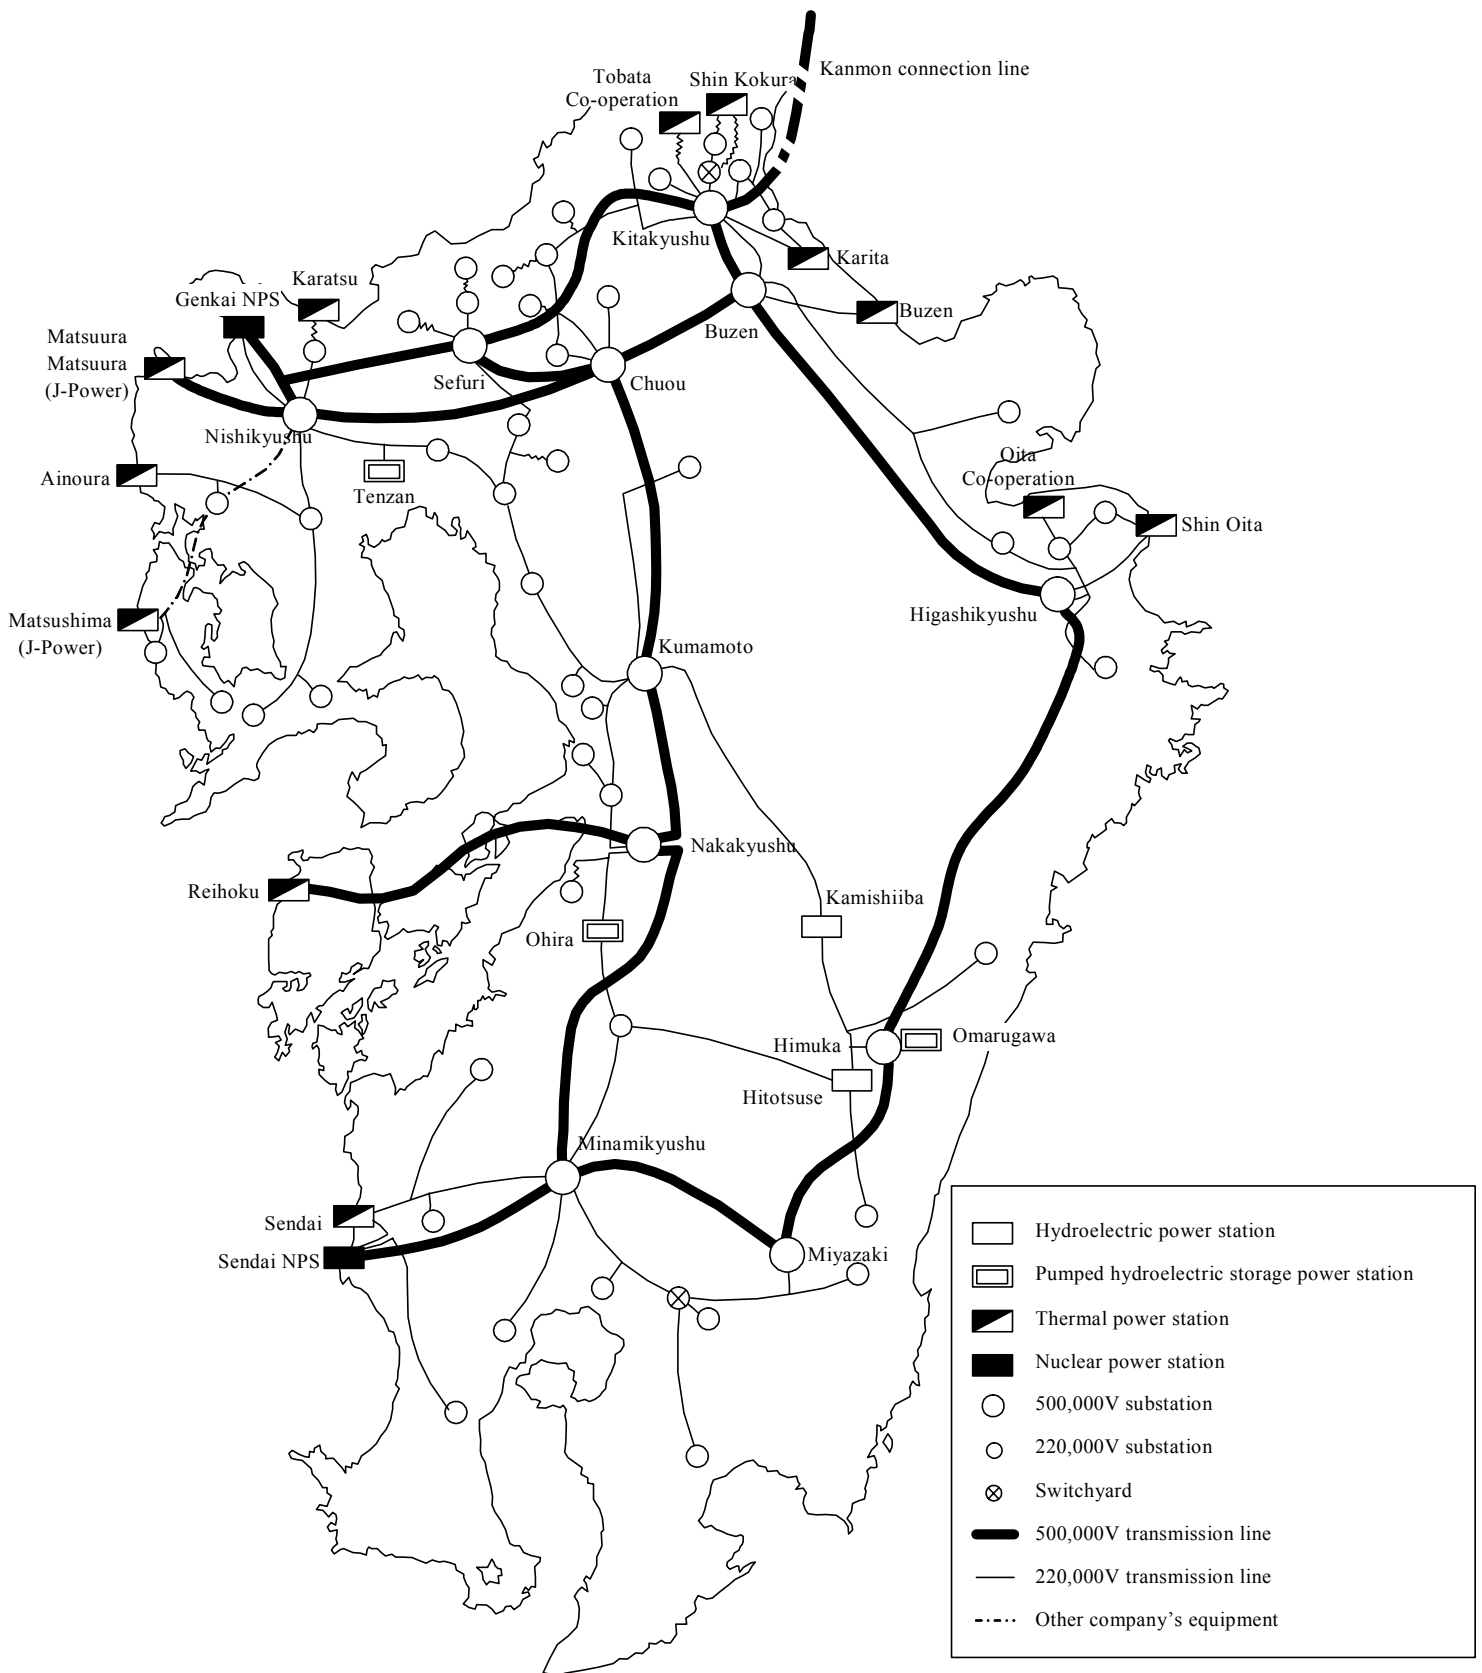 Kanmon connection line
Tobata
Co-operation
Shin Kokura
Kitakyushu
Karita
Karatsu
Genkai NPS
Buzen
Buzen
Matsuura
Matsuura
(J-Power)
Sefuri
Chuou
Nishikyushu
Ainoura
Tenzan
Oita
Co-operation
Shin Oita
Matsushima
(J-Power)
Higashikyushu
Kumamoto
Nakakyushu
Reihoku
Kamishiiba
Ohira
Himuka
Omarugawa
Hitotsuse
Minamikyushu
Sendai
Sendai NPS
Miyazaki
Hydroelectric power station
Pumped hydroelectric storage power station
Thermal power station
Nuclear power station
500,000V substation
220,000V substation
Switchyard
500,000V transmission line
220,000V transmission line
Other company’s equipment